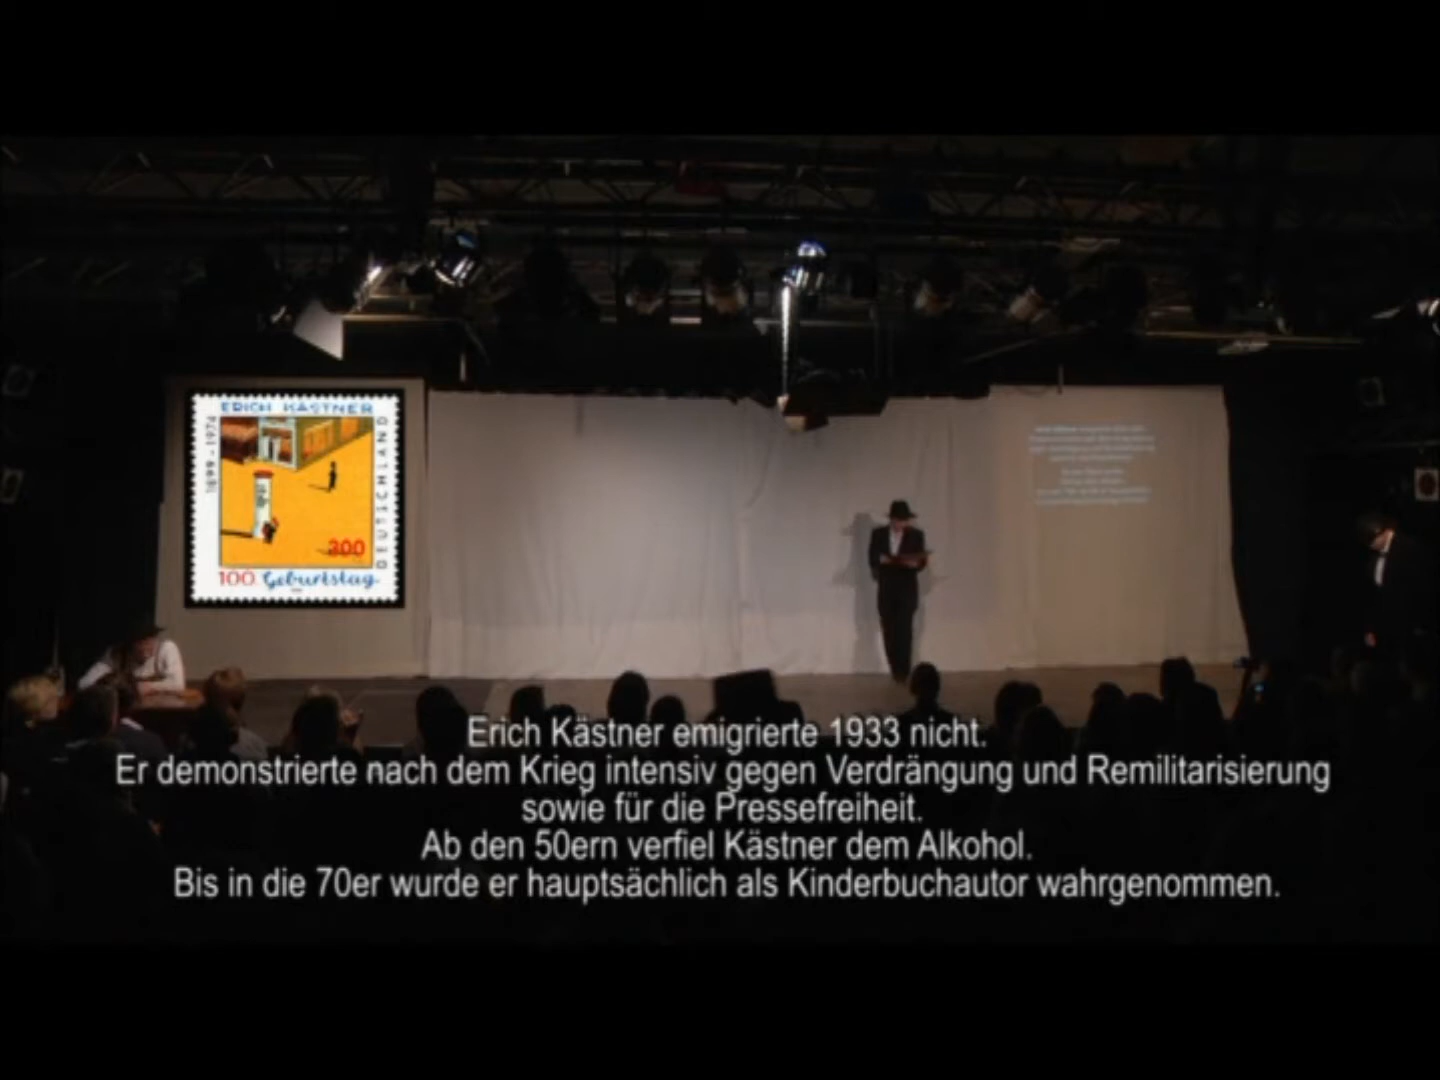 ERICH KÄSTNER
1899-1974
DEUTSCHLAND
300
100. Geburtstag
Erich Kästner emigrierte 1933 nicht.
Er demonstrierte nach dem Krieg intensiv gegen Verdrängung und Remilitarisierung
sowie für die Pressefreiheit.
Ab den 50ern verfiel Kästner dem Alkohol.
Bis in die 70er wurde er hauptsächlich als Kinderbuchautor wahrgenommen.